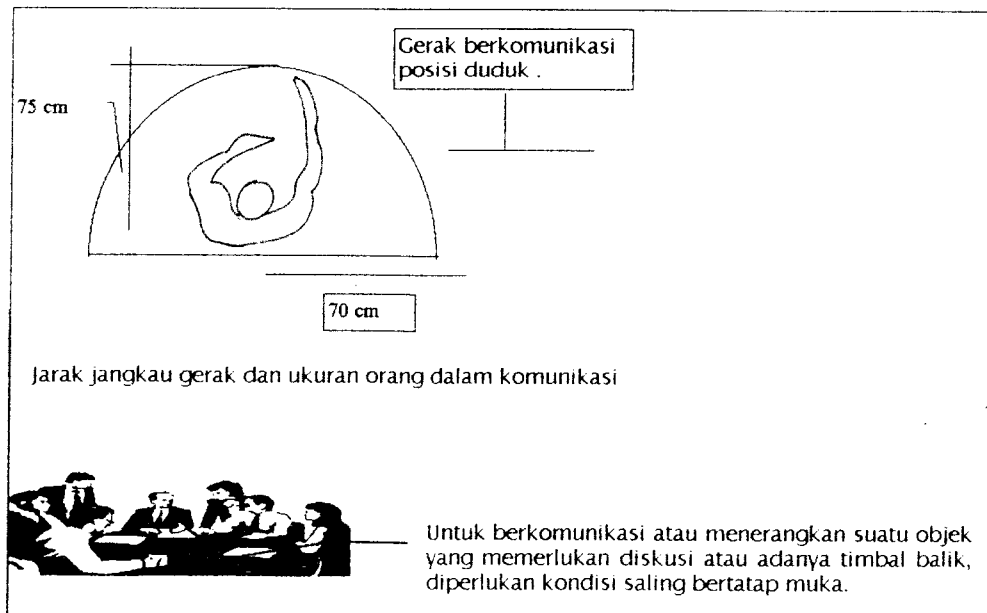 Gerak berkomunikasi
posisi duduk .
75 cm
70 cm
Jarak jangkau gerak dan ukuran orang dalam komunikasi
Untuk berkomunikasi atau menerangkan suatu objek
yang memerlukan diskusi atau adanya timbal balik,
diperlukan kondisi saling bertatap muka.